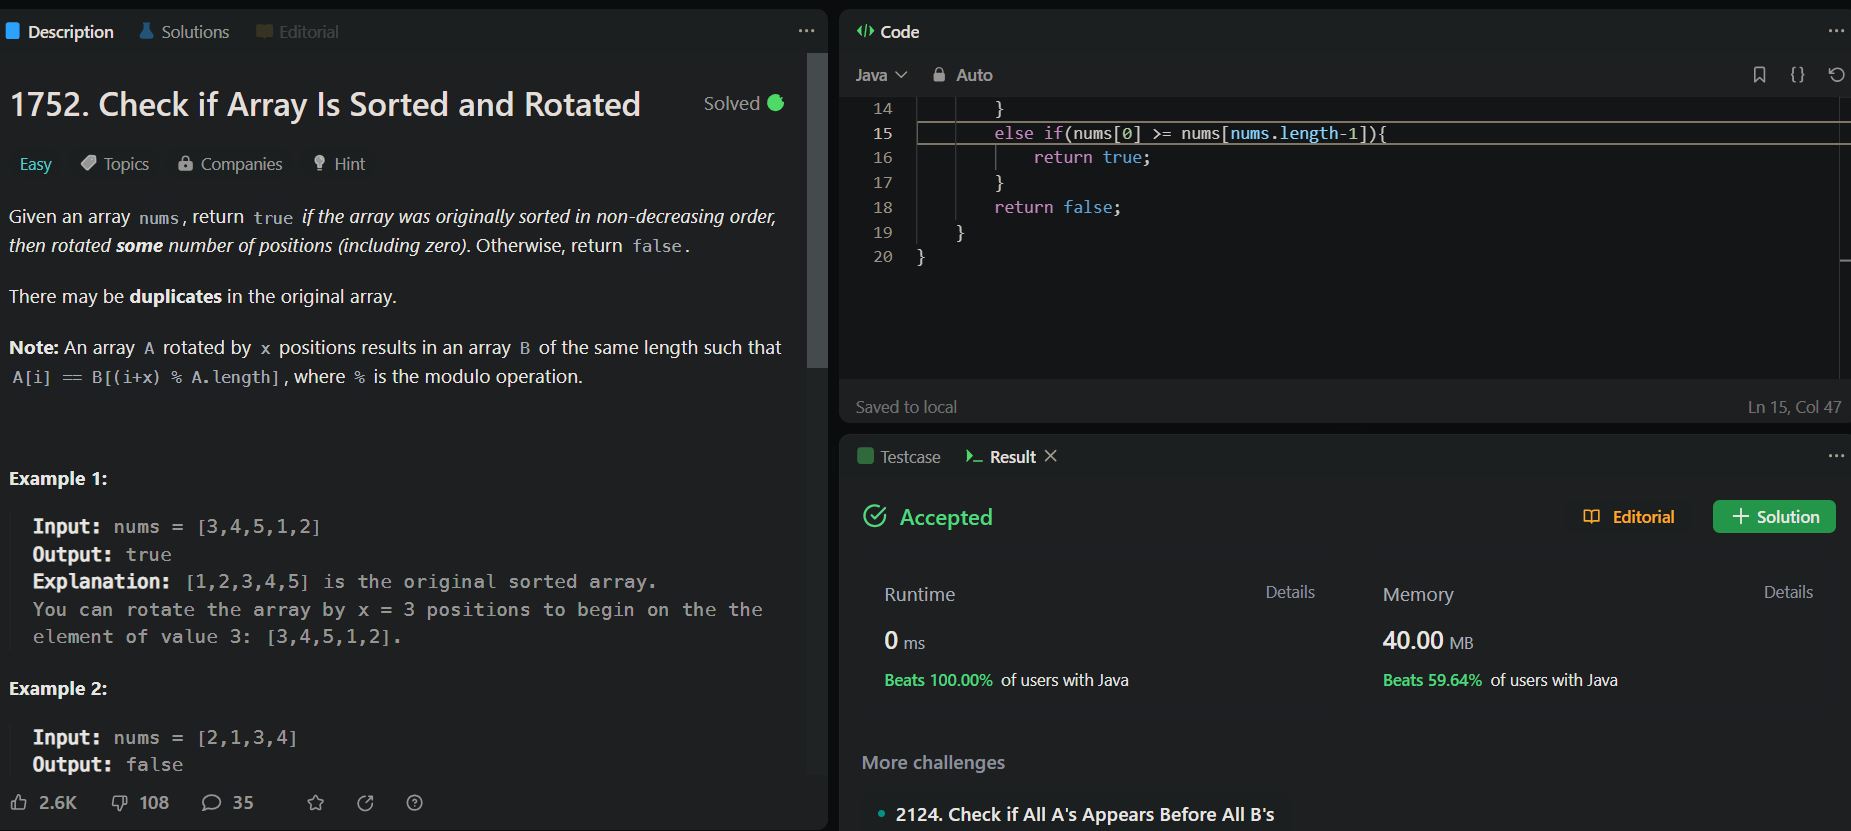 Description
Solutions
Editorial
1752. Check if Array Is Sorted and Rotated
Solved
Easy
Topics
Companies
Hint
Given an array nums, return true if the array was originally sorted in non-decreasing order,
then rotated some number of positions (including zero). Otherwise, return false.
There may be duplicates in the original array.
Note: An array A rotated by x positions results in an array B of the same length such that
A[i] == B[(i+x) % A.length], where % is the modulo operation.
Example 1:
Input: nums = [3,4,5,1,2]
Output: true
Explanation: [1,2,3,4,5] is the original sorted array.
You can rotate the array by x = 3 positions to begin on the the
element of value 3: [3,4,5,1,2].
Example 2:
Input: nums = [2,1,3,4]
Output: false
2.6K
108
35
</> Code
Java
Auto
{}
14 }
15 else if(nums[0] >= nums[nums.length-1]){
16 return true;
17 }
18 return false;
19 }
20 }
Saved to local
Ln 15, Col 47
Testcase
Result
Accepted
Editorial
+ Solution
Runtime
Details
0 ms
Beats 100.00% of users with Java
Memory
Details
40.00 MB
Beats 59.64% of users with Java
More challenges
• 2124. Check if All A's Appears Before All B's